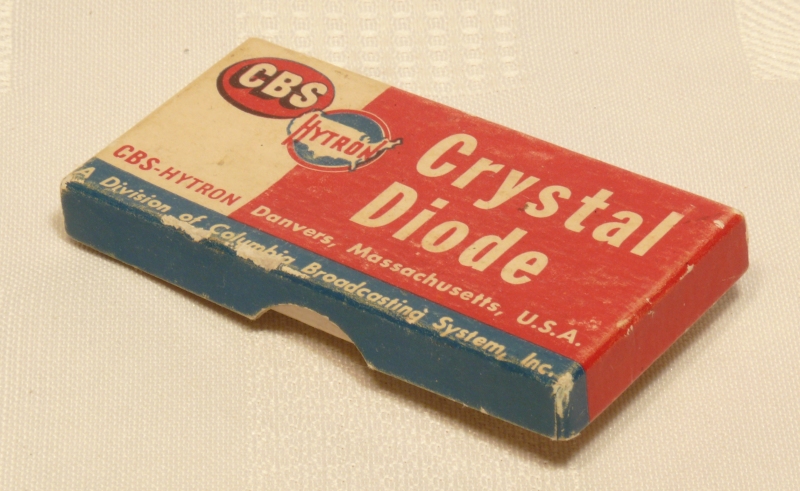 CBS
HYTRON
Crystal
Diode
CBS-HYTRON
Danvers, Massachusetts, U.S.A.
A Division of Columbia Broadcasting System, Inc.